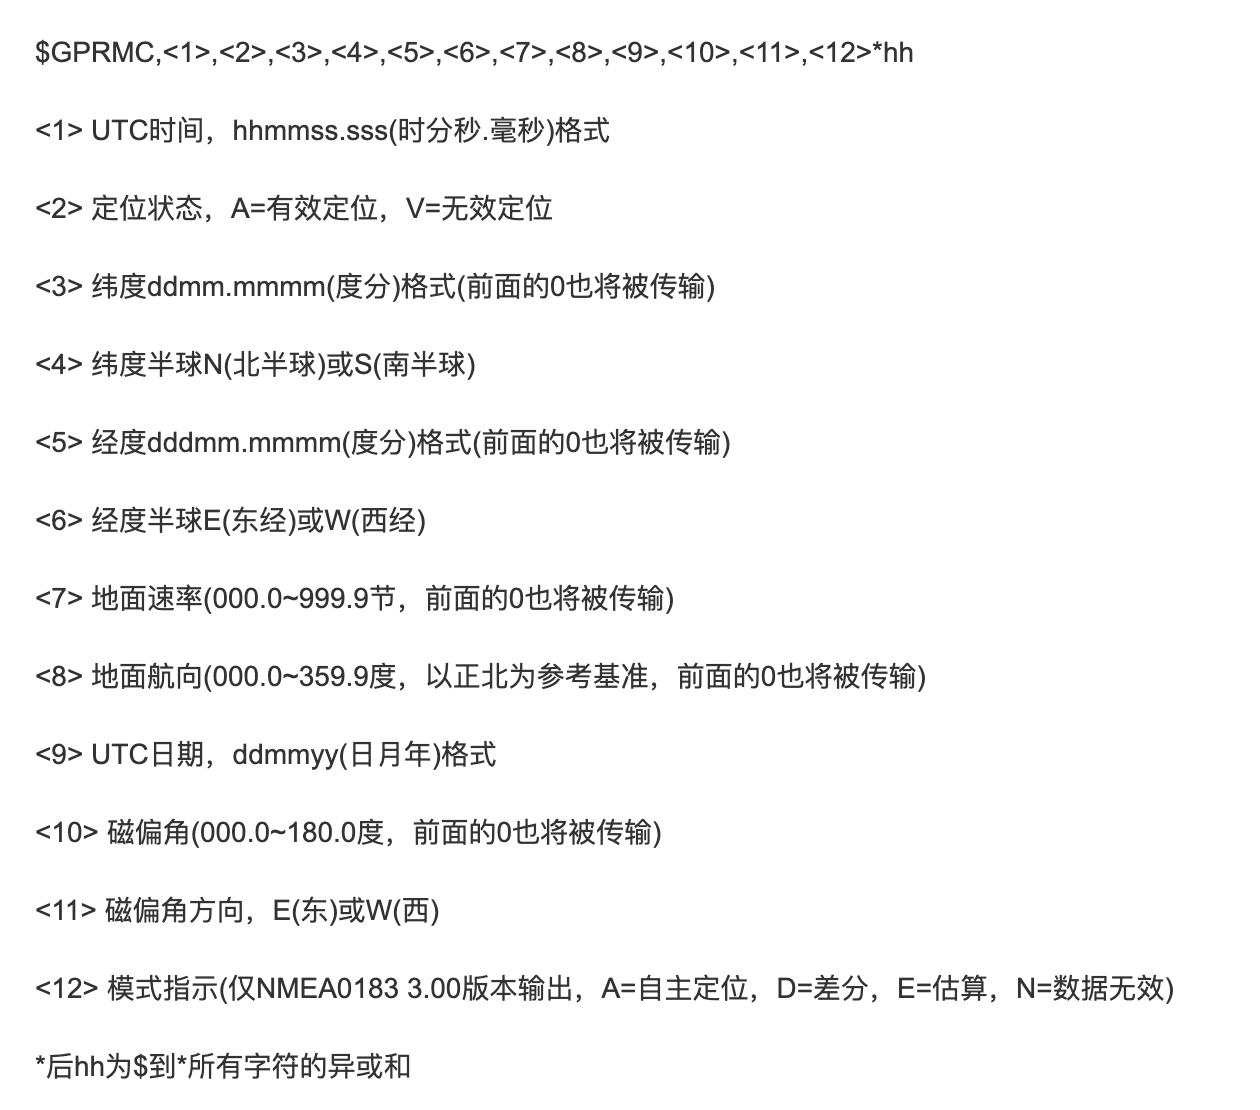 $GPRMC,<1>,<2>,<3>,<4>,<5>,<6>,<7>,<8>,<9>,<10>,<11>,<12>*hh
<1> UTC时间，hhmmss.sss(时分秒.毫秒)格式
<2> 定位状态，A=有效定位，V=无效定位
<3> 纬度ddmm.mmmm(度分)格式(前面的0也将被传输)
<4> 纬度半球N(北半球)或S(南半球)
<5> 经度dddmm.mmmm(度分)格式(前面的0也将被传输)
<6> 经度半球E(东经)或W(西经)
<7> 地面速率(000.0~999.9节，前面的0也将被传输)
<8> 地面航向(000.0~359.9度，以正北为参考基准，前面的0也将被传输)
<9> UTC日期，ddmmyy(日月年)格式
<10> 磁偏角(000.0~180.0度，前面的0也将被传输)
<11> 磁偏角方向，E(东)或W(西)
<12> 模式指示(仅NMEA0183 3.00版本输出，A=自主定位，D=差分，E=估算，N=数据无效)
*后hh为$到*所有字符的异或和